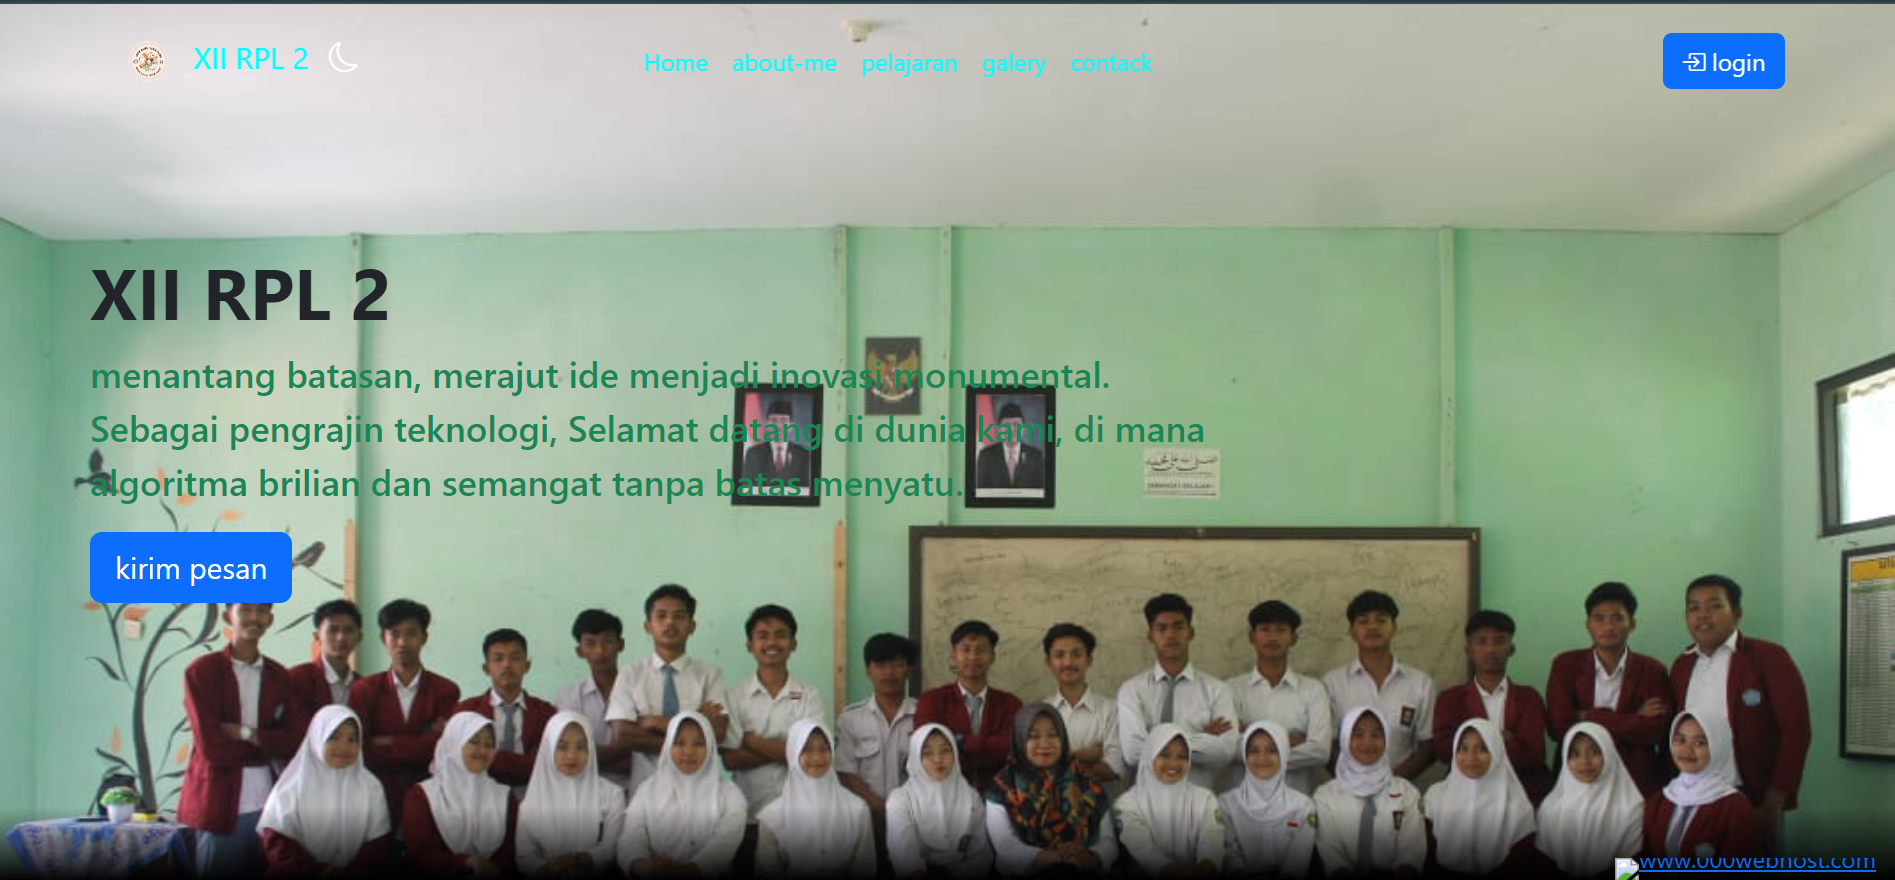 XII RPL 2
Home about-me pelajaran galery contack
login
XII RPL 2
menantang batasan, merajut ide menjadi inovasi monumental.
Sebagai pengrajin teknologi, Selamat datang di dunia kami, di mana
algoritma brilian dan semangat tanpa batas menyatu.
kirim pesan
www.000webhost.com